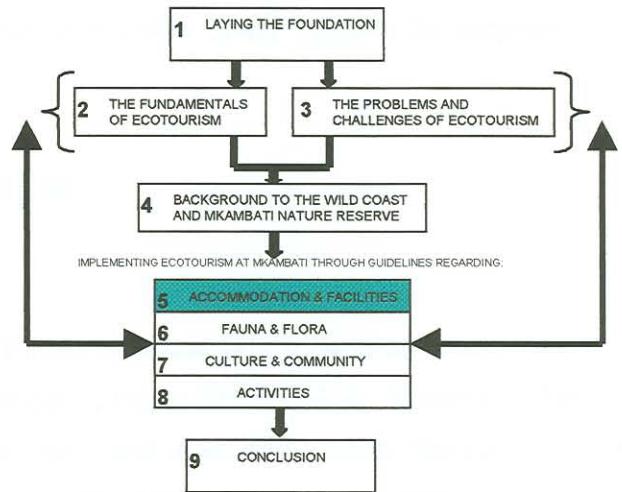 1 LAYING THE FOUNDATION
2 THE FUNDAMENTALS
OF ECOTOURISM
3 THE PROBLEMS AND
CHALLENGES OF ECOTOURISM
4 BACKGROUND TO THE WILD COAST
AND MKAMBATI NATURE RESERVE
IMPLEMENTING ECOTOURISM AT MKAMBATI THROUGH GUIDELINES REGARDING:
5 ACCOMMODATION & FACILITIES
6 FAUNA & FLORA
7 CULTURE & COMMUNITY
8 ACTIVITIES
9 CONCLUSION